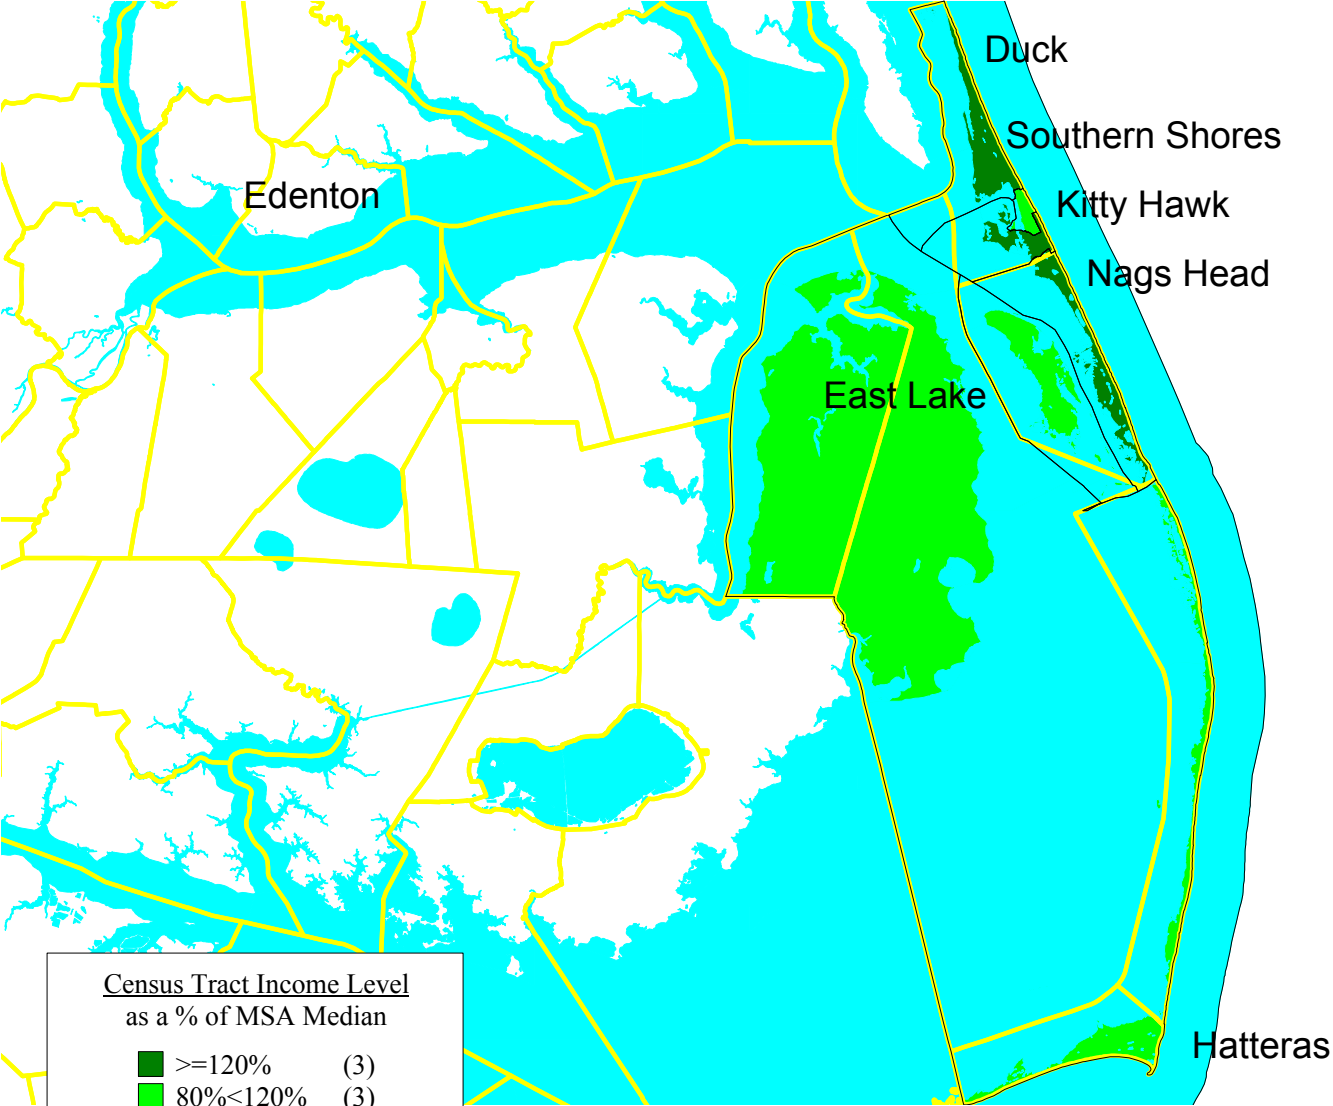 Duck
Southern Shores
Edenton
Kitty Hawk
Nags Head
East Lake
Census Tract Income Level
as a % of MSA Median
>=120% (3)
80%<120% (3)
Hatteras